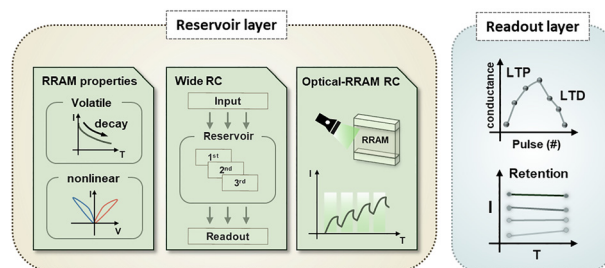 Reservoir layer
RRAM properties
Volatile
I
decay
T
nonlinear
I
V
Wide RC
Input
Reservoir
1st
2nd
3rd
Readout
Optical-RRAM RC
RRAM
I
T
Readout layer
conductance
LTP
LTD
Pulse (#)
Retention
I
T